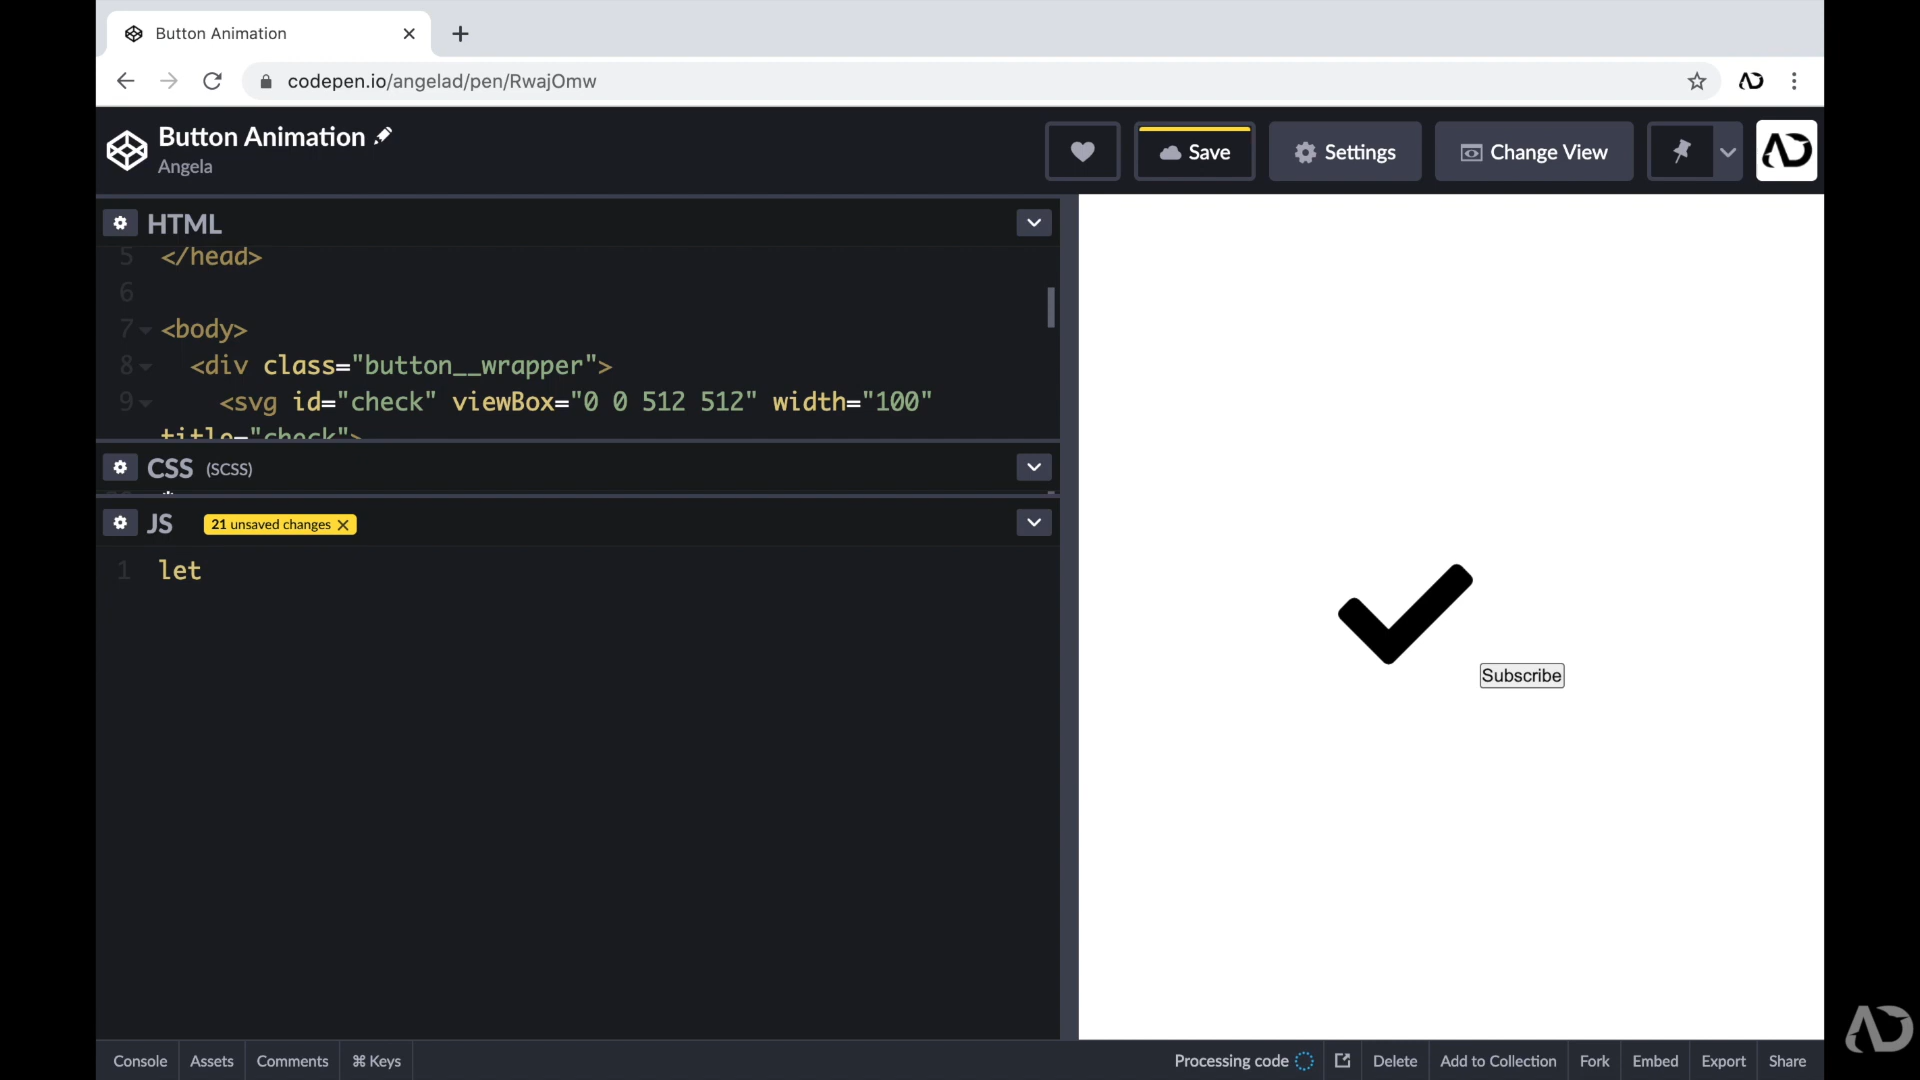 Button Animation
codepen.io/angelad/pen/RwajOmw
Button Animation
Angela
Save
Settings
Change View
HTML
5 </head>
6
7 <body>
8 <div class="button__wrapper">
9 <svg id="check" viewBox="0 0 512 512" width="100"
title="check">
CSS (SCSS)
JS 21 unsaved changes
1 let
Subscribe
Console Assets Comments ⌘ Keys Processing code Delete Add to Collection Fork Embed Export Share